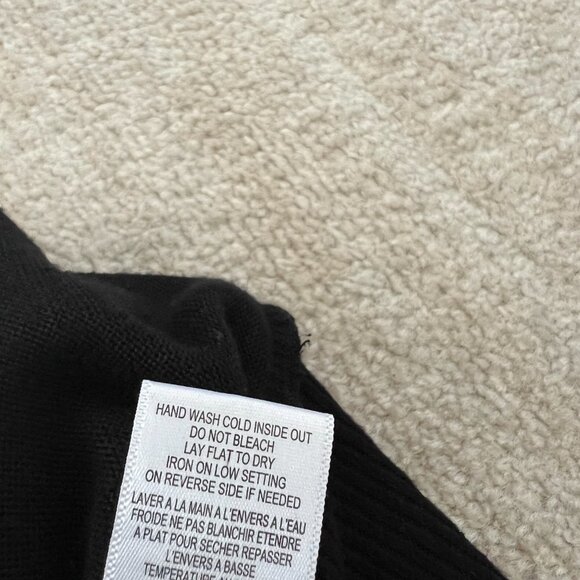 HAND WASH COLD INSIDE OUT
DO NOT BLEACH
LAY FLAT TO DRY
IRON ON LOW SETTING
ON REVERSE SIDE IF NEEDED
LAVER A LA MAIN A L'ENVERS A L'EAU
FROIDE NE PAS BLANCHIR ETENDRE
A PLAT POUR SECHER REPASSER
L'ENVERS A BASSE
TEMPERATURE